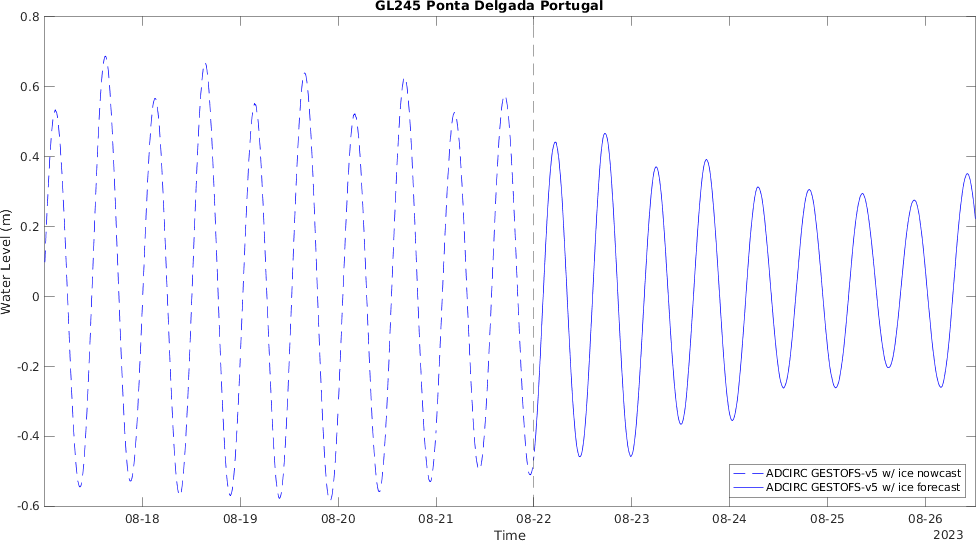 GL245 Ponta Delgada Portugal
Water Level (m)
0.8
0.6
0.4
0.2
0
-0.2
-0.4
-0.6
ADCIRC GESTOFS-v5 w/ ice nowcast
ADCIRC GESTOFS-v5 w/ ice forecast
08-18 08-19 08-20 08-21 08-22 08-23 08-24 08-25 08-26
Time
2023